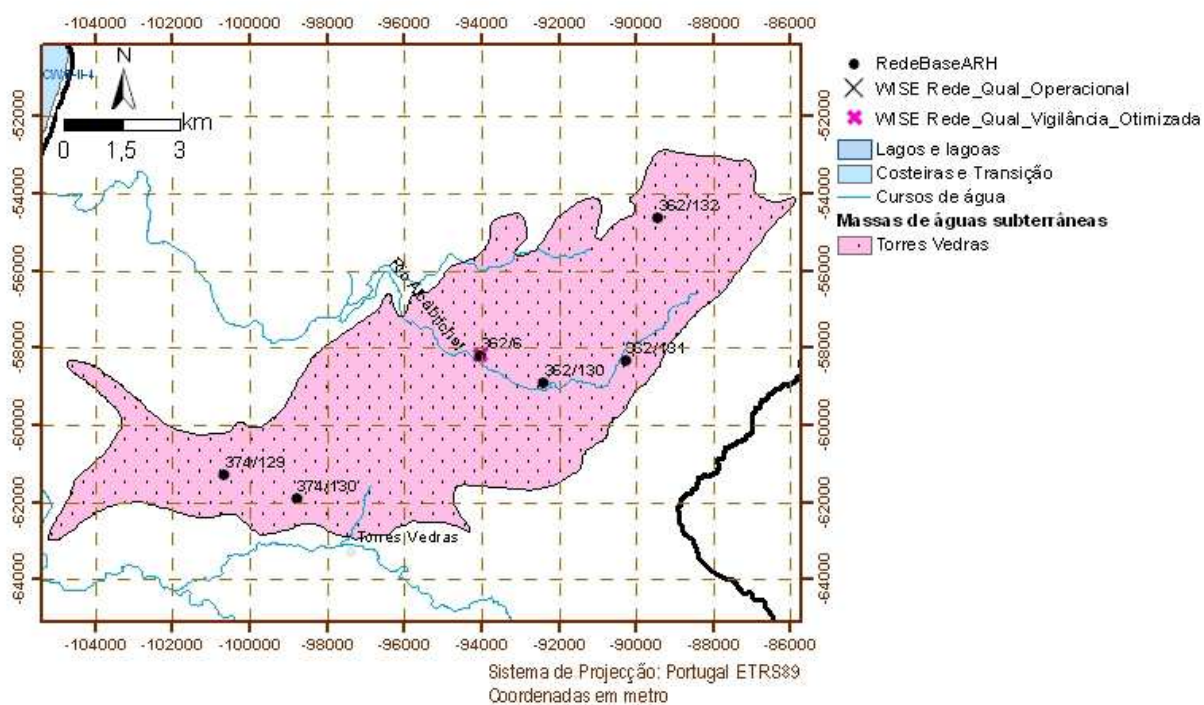 -104000 -102000 -100000 -98000 -96000 -94000 -92000 -90000 -88000 -86000
N
km
0 1,5 3
-52000 -52000
-54000 -54000
-56000 -56000
-58000 -58000
-60000 -60000
-62000 -62000
-64000 -64000
362/132
362/6
362/131
362/130
374/129
374/130
Torres Vedras
-104000 -102000 -100000 -98000 -96000 -94000 -92000 -90000 -88000 -86000
Sistema de Projecção: Portugal ETRS89
Coordenadas em metro
RedeBaseARH
WISE Rede_Qual_Operacional
WISE Rede_Qual_Vigilância_Otimizada
Lagos e lagoas
Costeiras e Transição
Cursos de água
Massas de águas subterrâneas
Torres Vedras